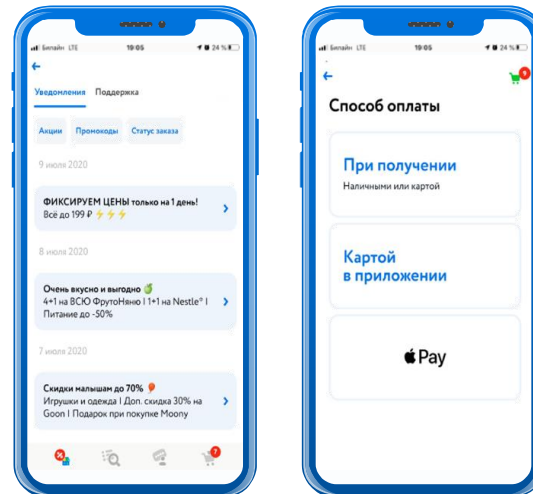 Билайн LTE 19:05 24 %
Уведомления Поддержка
Акции Промокоды Статус заказа
9 июля 2020
ФИКСИРУЕМ ЦЕНЫ только на 1 день!
Всё до 199 ₽ ⚡⚡⚡
8 июля 2020
Очень вкусно и выгодно 🍏
4+1 на ВСЮ ФрутоНяню I 1+1 на Nestle® I
Питание до -50%
7 июля 2020
Скидки малышам до 70% 🎈
Игрушки и одежда I Доп. скидка 30% на
Goon I Подарок при покупке Moony
7
Билайн LTE 19:05 24 %
9
Способ оплаты
При получении
Наличными или картой
Картой
в приложении
Pay